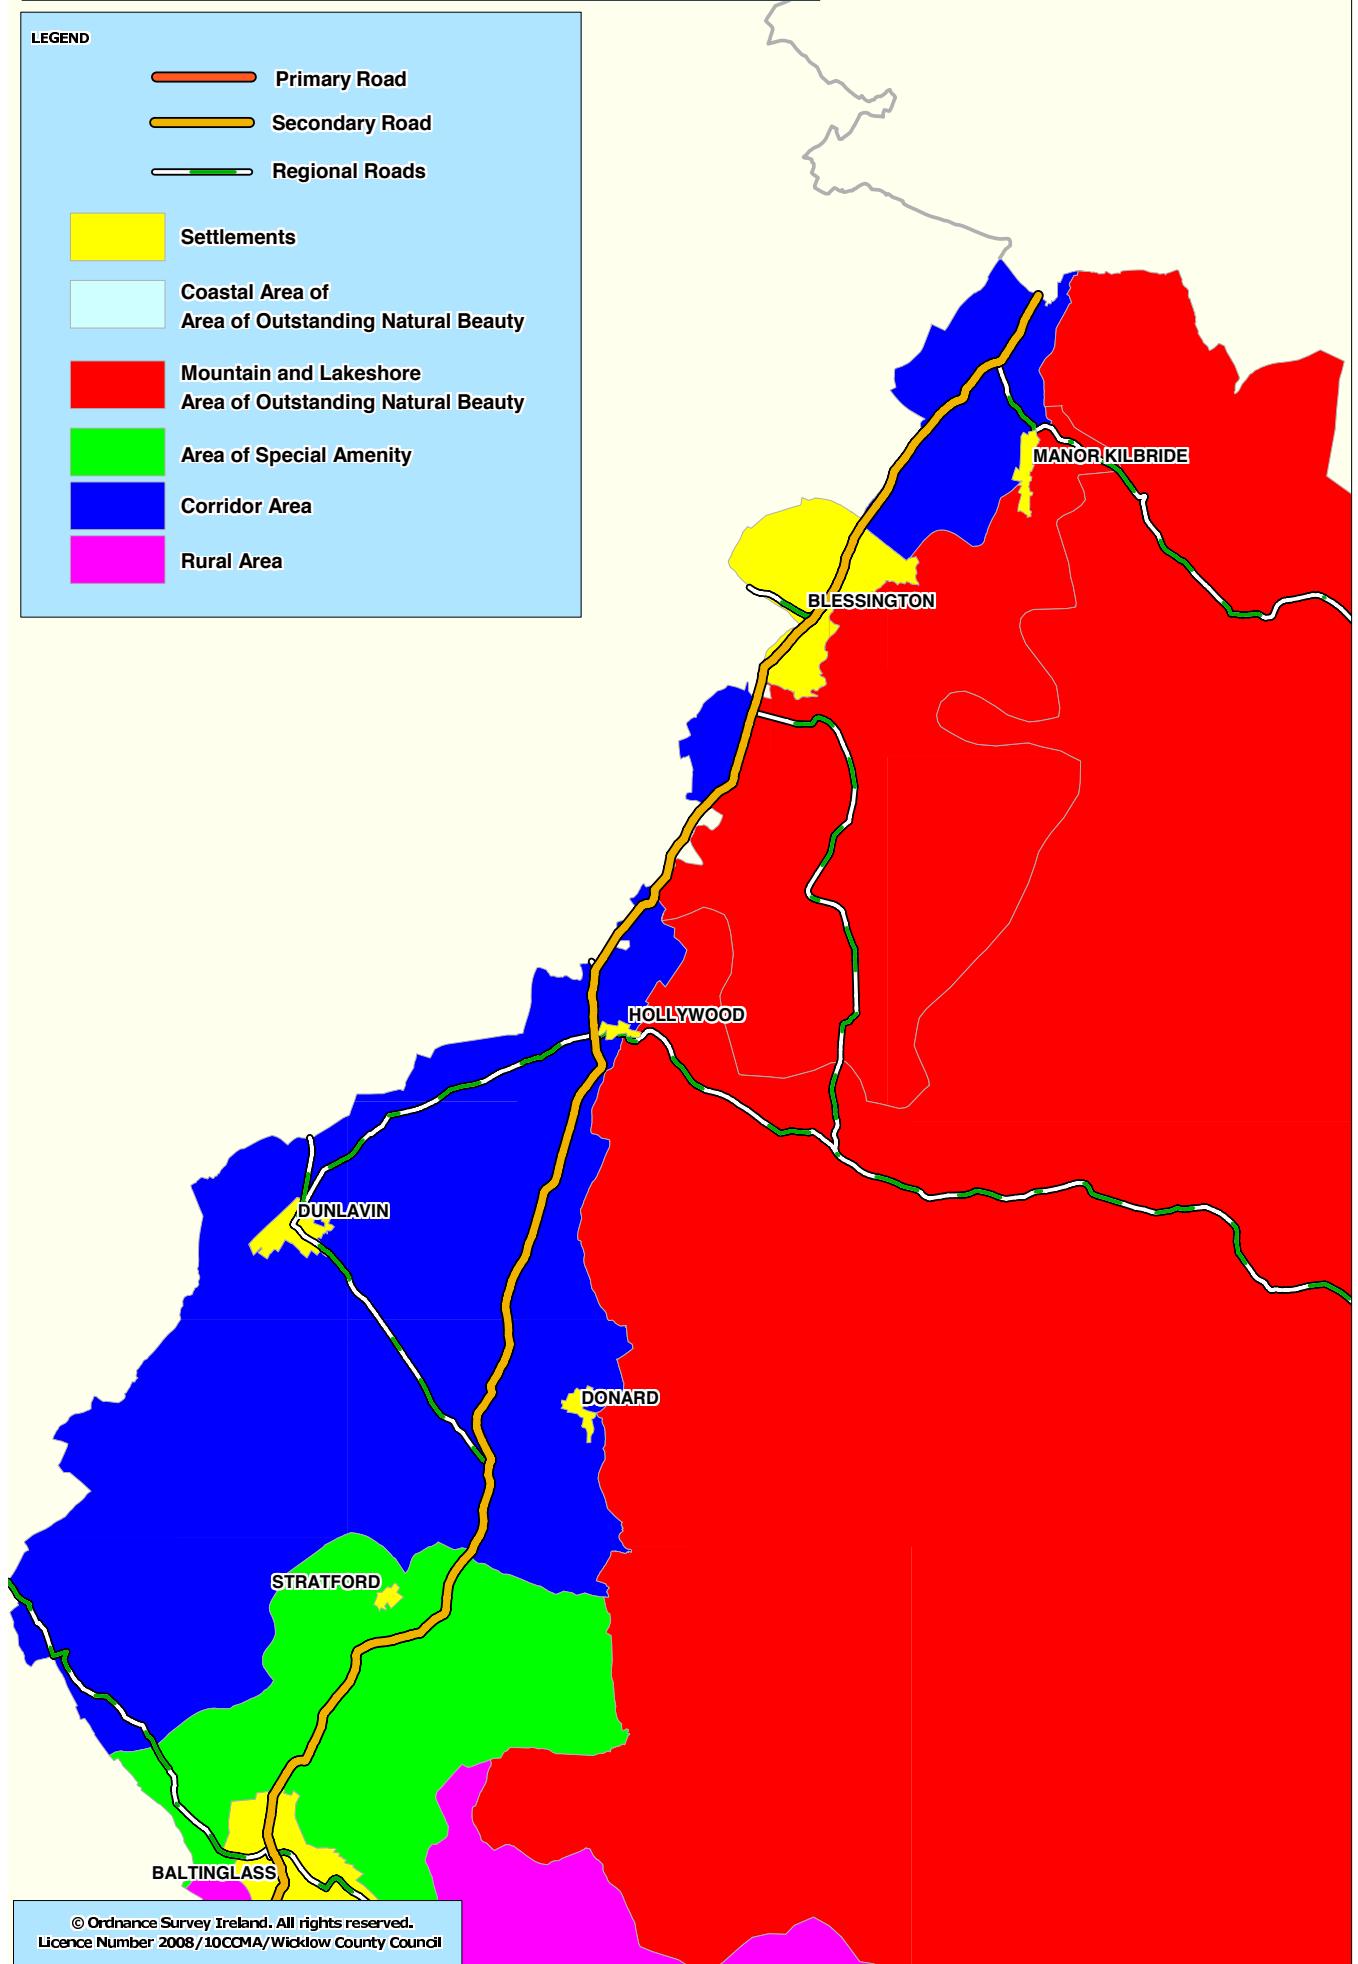 LEGEND
Primary Road
Secondary Road
Regional Roads
Settlements
Coastal Area of
Area of Outstanding Natural Beauty
Mountain and Lakeshore
Area of Outstanding Natural Beauty
Area of Special Amenity
Corridor Area
Rural Area
MANOR KILBRIDE
BLESSINGTON
HOLLYWOOD
DUNLAVIN
DONARD
STRATFORD
BALTINGLASS
© Ordnance Survey Ireland. All rights reserved.
Licence Number 2008/10CCMA/Wicklow County Council